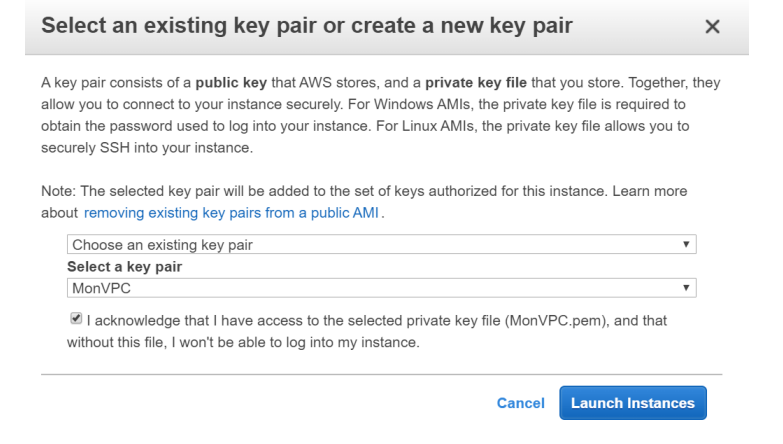 Select an existing key pair or create a new key pair
A key pair consists of a public key that AWS stores, and a private key file that you store. Together, they
allow you to connect to your instance securely. For Windows AMIs, the private key file is required to
obtain the password used to log into your instance. For Linux AMIs, the private key file allows you to
securely SSH into your instance.
Note: The selected key pair will be added to the set of keys authorized for this instance. Learn more
about removing existing key pairs from a public AMI.
Choose an existing key pair
Select a key pair
MonVPC
I acknowledge that I have access to the selected private key file (MonVPC.pem), and that
without this file, I won't be able to log into my instance.
Cancel Launch Instances